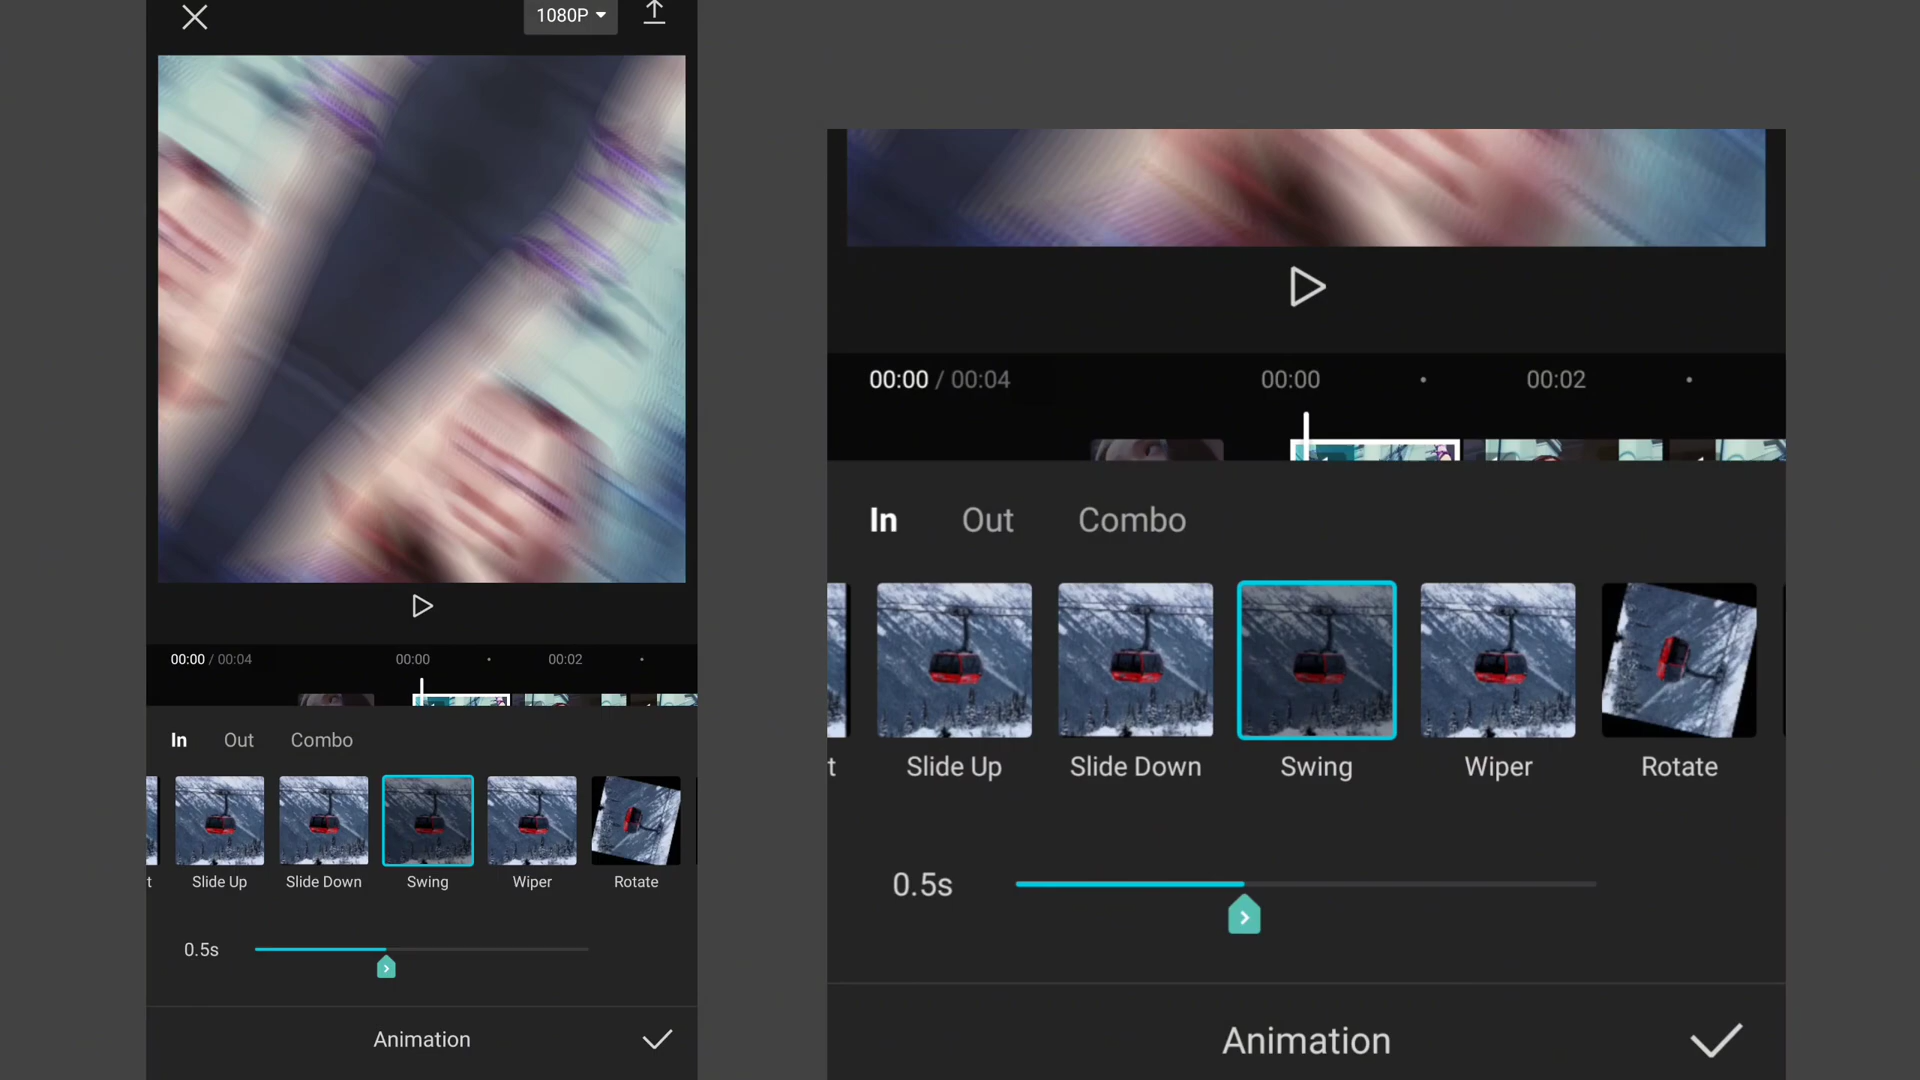 1080P
00:00 / 00:04
00:00
00:02
In
Out
Combo
t
Slide Up
Slide Down
Swing
Wiper
Rotate
0.5s
Animation
00:00 / 00:04
00:00
00:02
In
Out
Combo
t
Slide Up
Slide Down
Swing
Wiper
Rotate
0.5s
Animation